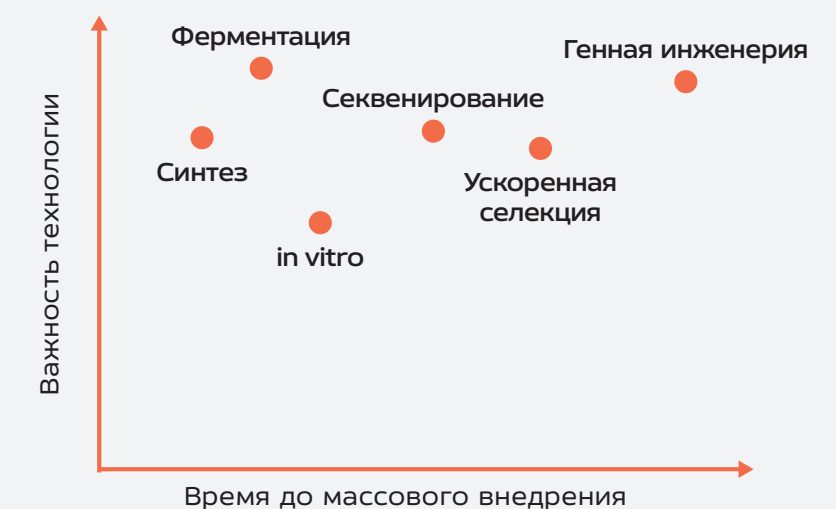 Ферментация
Генная инженерия
Секвенирование
Синтез
Ускоренная
селекция
in vitro
Важность технологии
Время до массового внедрения